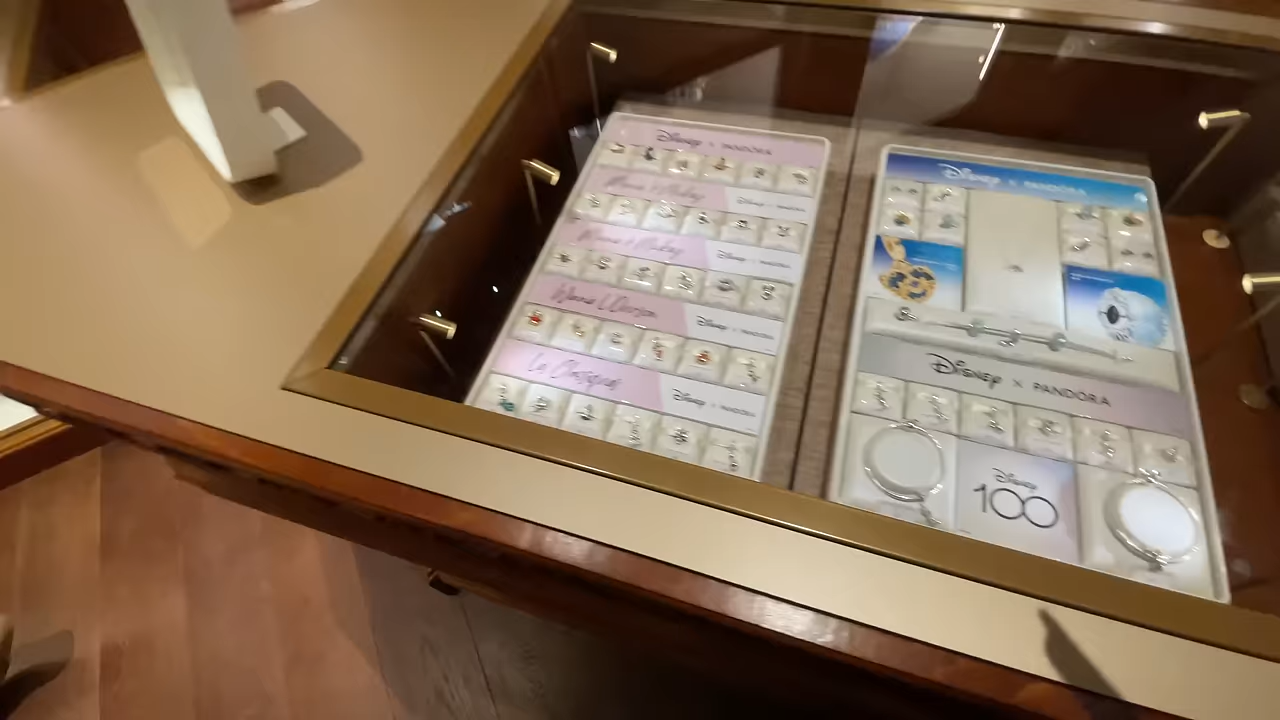 Disney x PANDORA
Minnie & Mickey
Disney x PANDORA
Minnie & Mickey
Disney x PANDORA
Winnie L'Ourson
Disney x PANDORA
Les Classiques
Disney x PANDORA
Disney x PANDORA
Disney x PANDORA
Disney
100